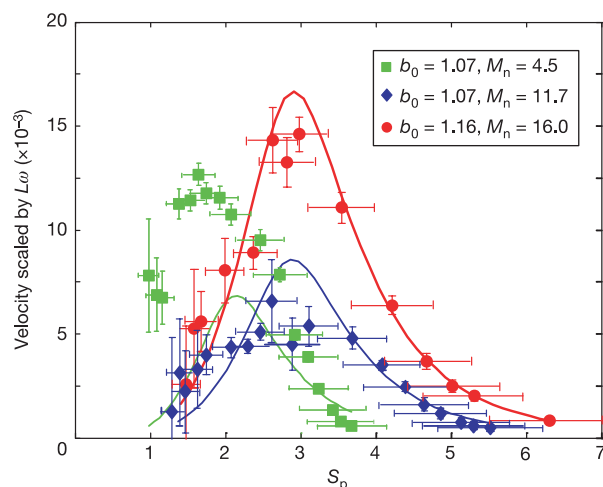 20
15
10
5
0
Velocity scaled by Lω (×10⁻³)
b₀ = 1.07, Mₙ = 4.5
b₀ = 1.07, Mₙ = 11.7
b₀ = 1.16, Mₙ = 16.0
1 2 3 4 5 6 7
Sₚ